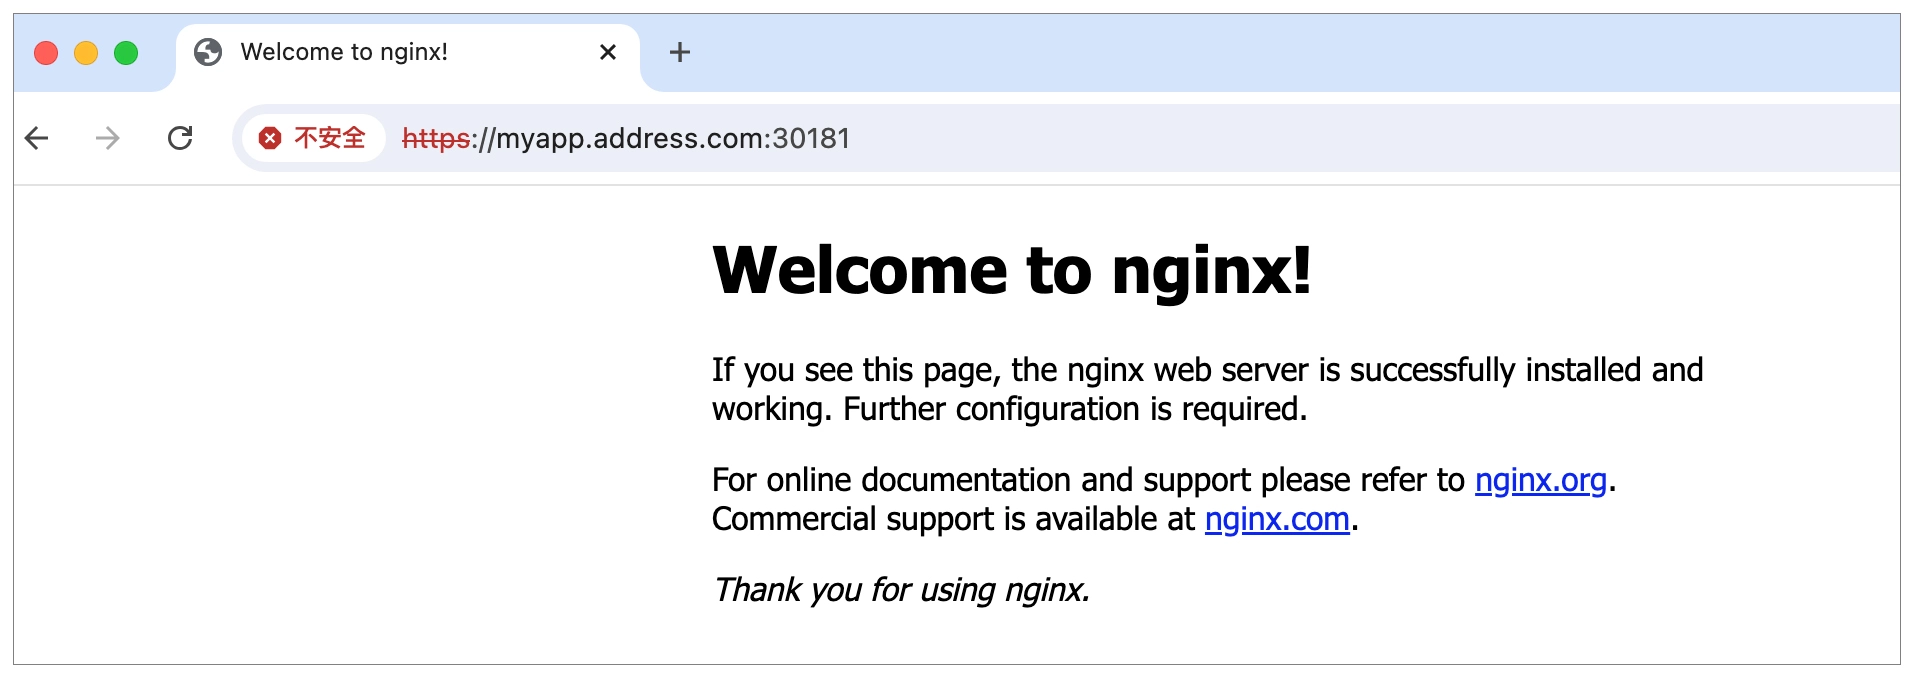 Welcome to nginx!
不安全 https://myapp.address.com:30181
Welcome to nginx!
If you see this page, the nginx web server is successfully installed and
working. Further configuration is required.
For online documentation and support please refer to nginx.org.
Commercial support is available at nginx.com.
Thank you for using nginx.